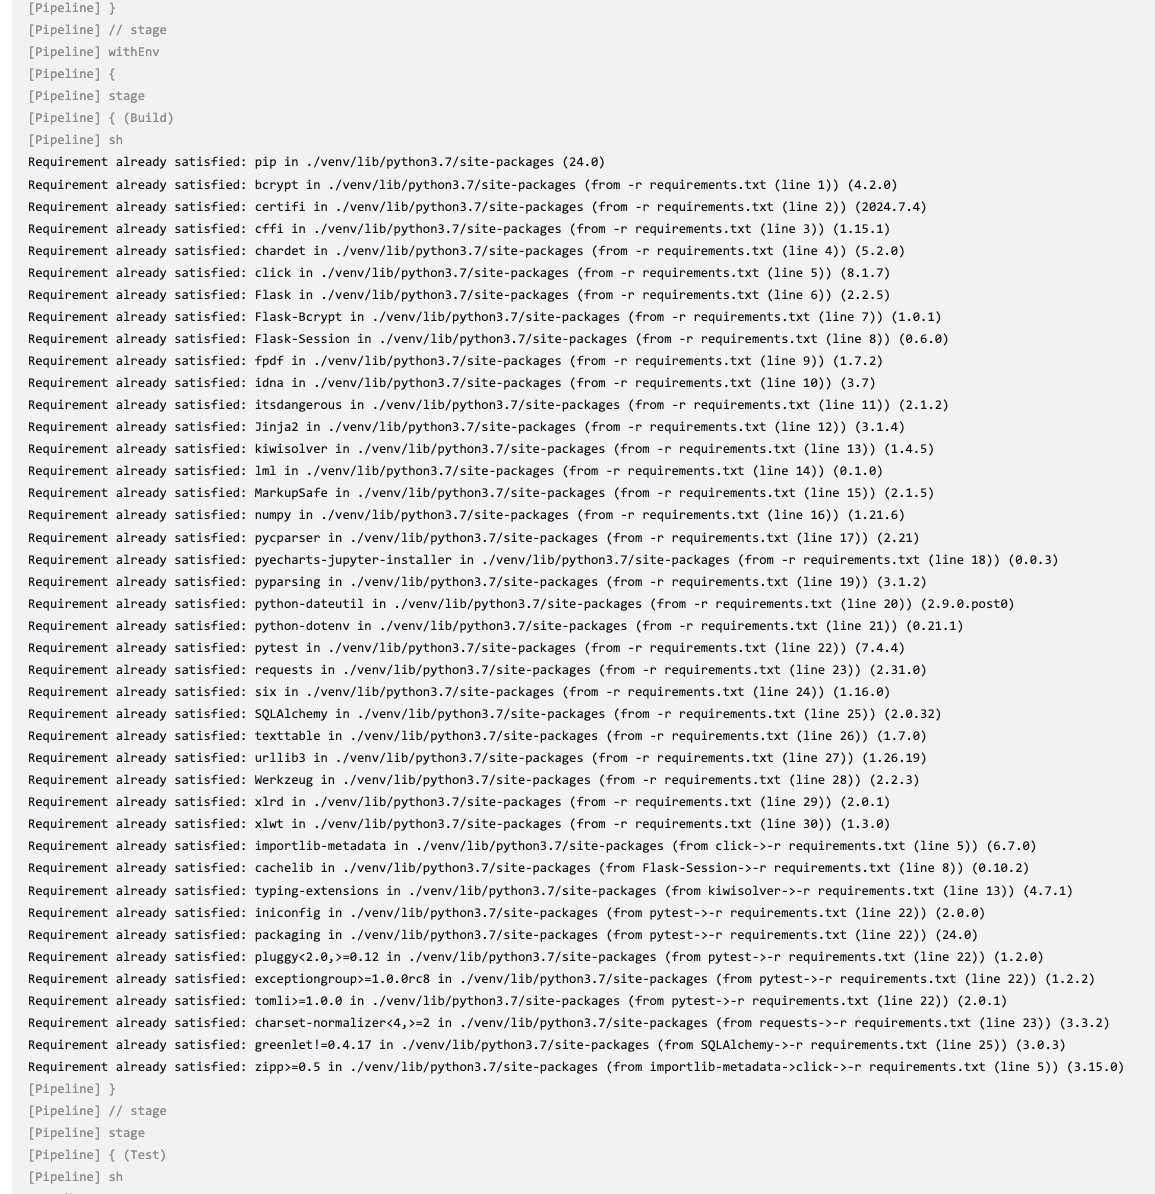 [Pipeline] }
[Pipeline] // stage
[Pipeline] withEnv
[Pipeline] {
[Pipeline] stage
[Pipeline] { (Build)
[Pipeline] sh
Requirement already satisfied: pip in ./venv/lib/python3.7/site-packages (24.0)
Requirement already satisfied: bcrypt in ./venv/lib/python3.7/site-packages (from -r requirements.txt (line 1)) (4.2.0)
Requirement already satisfied: certifi in ./venv/lib/python3.7/site-packages (from -r requirements.txt (line 2)) (2024.7.4)
Requirement already satisfied: cffi in ./venv/lib/python3.7/site-packages (from -r requirements.txt (line 3)) (1.15.1)
Requirement already satisfied: chardet in ./venv/lib/python3.7/site-packages (from -r requirements.txt (line 4)) (5.2.0)
Requirement already satisfied: click in ./venv/lib/python3.7/site-packages (from -r requirements.txt (line 5)) (8.1.7)
Requirement already satisfied: Flask in ./venv/lib/python3.7/site-packages (from -r requirements.txt (line 6)) (2.2.5)
Requirement already satisfied: Flask-Bcrypt in ./venv/lib/python3.7/site-packages (from -r requirements.txt (line 7)) (1.0.1)
Requirement already satisfied: Flask-Session in ./venv/lib/python3.7/site-packages (from -r requirements.txt (line 8)) (0.6.0)
Requirement already satisfied: fpdf in ./venv/lib/python3.7/site-packages (from -r requirements.txt (line 9)) (1.7.2)
Requirement already satisfied: idna in ./venv/lib/python3.7/site-packages (from -r requirements.txt (line 10)) (3.7)
Requirement already satisfied: itsdangerous in ./venv/lib/python3.7/site-packages (from -r requirements.txt (line 11)) (2.1.2)
Requirement already satisfied: Jinja2 in ./venv/lib/python3.7/site-packages (from -r requirements.txt (line 12)) (3.1.4)
Requirement already satisfied: kiwisolver in ./venv/lib/python3.7/site-packages (from -r requirements.txt (line 13)) (1.4.5)
Requirement already satisfied: lml in ./venv/lib/python3.7/site-packages (from -r requirements.txt (line 14)) (0.1.0)
Requirement already satisfied: MarkupSafe in ./venv/lib/python3.7/site-packages (from -r requirements.txt (line 15)) (2.1.5)
Requirement already satisfied: numpy in ./venv/lib/python3.7/site-packages (from -r requirements.txt (line 16)) (1.21.6)
Requirement already satisfied: pycparser in ./venv/lib/python3.7/site-packages (from -r requirements.txt (line 17)) (2.21)
Requirement already satisfied: pyecharts-jupyter-installer in ./venv/lib/python3.7/site-packages (from -r requirements.txt (line 18)) (0.0.3)
Requirement already satisfied: pyparsing in ./venv/lib/python3.7/site-packages (from -r requirements.txt (line 19)) (3.1.2)
Requirement already satisfied: python-dateutil in ./venv/lib/python3.7/site-packages (from -r requirements.txt (line 20)) (2.9.0.post0)
Requirement already satisfied: python-dotenv in ./venv/lib/python3.7/site-packages (from -r requirements.txt (line 21)) (0.21.1)
Requirement already satisfied: pytest in ./venv/lib/python3.7/site-packages (from -r requirements.txt (line 22)) (7.4.4)
Requirement already satisfied: requests in ./venv/lib/python3.7/site-packages (from -r requirements.txt (line 23)) (2.31.0)
Requirement already satisfied: six in ./venv/lib/python3.7/site-packages (from -r requirements.txt (line 24)) (1.16.0)
Requirement already satisfied: SQLAlchemy in ./venv/lib/python3.7/site-packages (from -r requirements.txt (line 25)) (2.0.32)
Requirement already satisfied: texttable in ./venv/lib/python3.7/site-packages (from -r requirements.txt (line 26)) (1.7.0)
Requirement already satisfied: urllib3 in ./venv/lib/python3.7/site-packages (from -r requirements.txt (line 27)) (1.26.19)
Requirement already satisfied: Werkzeug in ./venv/lib/python3.7/site-packages (from -r requirements.txt (line 28)) (2.2.3)
Requirement already satisfied: xlrd in ./venv/lib/python3.7/site-packages (from -r requirements.txt (line 29)) (2.0.1)
Requirement already satisfied: xlwt in ./venv/lib/python3.7/site-packages (from -r requirements.txt (line 30)) (1.3.0)
Requirement already satisfied: importlib-metadata in ./venv/lib/python3.7/site-packages (from click->-r requirements.txt (line 5)) (6.7.0)
Requirement already satisfied: cachelib in ./venv/lib/python3.7/site-packages (from Flask-Session->-r requirements.txt (line 8)) (0.10.2)
Requirement already satisfied: typing-extensions in ./venv/lib/python3.7/site-packages (from kiwisolver->-r requirements.txt (line 13)) (4.7.1)
Requirement already satisfied: iniconfig in ./venv/lib/python3.7/site-packages (from pytest->-r requirements.txt (line 22)) (2.0.0)
Requirement already satisfied: packaging in ./venv/lib/python3.7/site-packages (from pytest->-r requirements.txt (line 22)) (24.0)
Requirement already satisfied: pluggy<2.0,>=0.12 in ./venv/lib/python3.7/site-packages (from pytest->-r requirements.txt (line 22)) (1.2.0)
Requirement already satisfied: exceptiongroup>=1.0.0rc8 in ./venv/lib/python3.7/site-packages (from pytest->-r requirements.txt (line 22)) (1.2.2)
Requirement already satisfied: tomli>=1.0.0 in ./venv/lib/python3.7/site-packages (from pytest->-r requirements.txt (line 22)) (2.0.1)
Requirement already satisfied: charset-normalizer<4,>=2 in ./venv/lib/python3.7/site-packages (from requests->-r requirements.txt (line 23)) (3.3.2)
Requirement already satisfied: greenlet!=0.4.17 in ./venv/lib/python3.7/site-packages (from SQLAlchemy->-r requirements.txt (line 25)) (3.0.3)
Requirement already satisfied: zipp>=0.5 in ./venv/lib/python3.7/site-packages (from importlib-metadata->click->-r requirements.txt (line 5)) (3.15.0)
[Pipeline] }
[Pipeline] // stage
[Pipeline] stage
[Pipeline] { (Test)
[Pipeline] sh